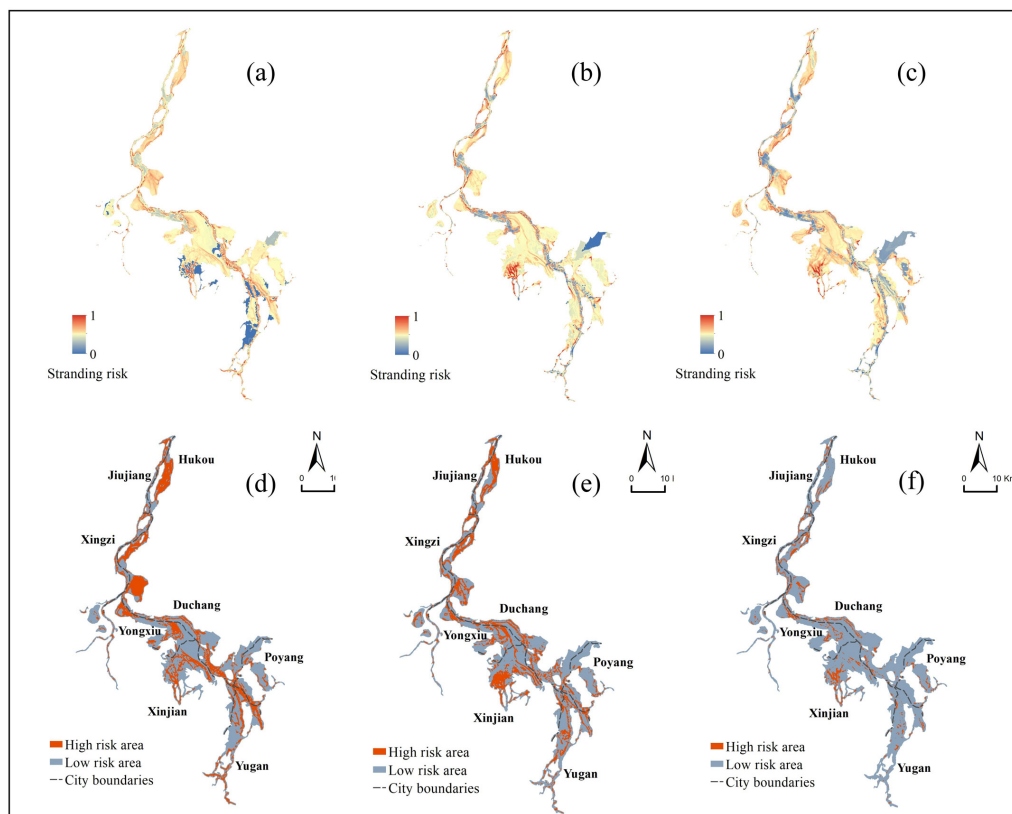 (a)
(b)
(c)
1
0
Stranding risk
1
0
Stranding risk
1
0
Stranding risk
N
0 10
Hukou
Jiujiang
(d)
Xingzi
Duchang
Yongxiu
Poyang
Xinjian
Yugan
High risk area
Low risk area
City boundaries
N
0 10
Hukou
Jiujiang
(e)
Xingzi
Duchang
Yongxiu
Poyang
Xinjian
Yugan
High risk area
Low risk area
City boundaries
N
0 10 Km
Hukou
Jiujiang
(f)
Xingzi
Duchang
Yongxiu
Poyang
Xinjian
Yugan
High risk area
Low risk area
City boundaries